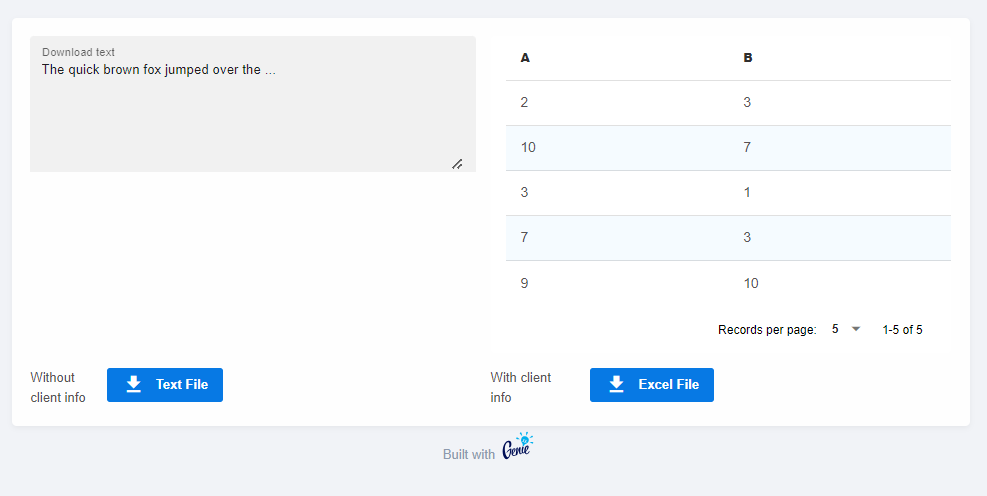 Download text
The quick brown fox jumped over the ...
A B
2 3
10 7
3 1
7 3
9 10
Records per page: 5 1-5 of 5
Without
client info
Text File
With client
info
Excel File
Built with Genie